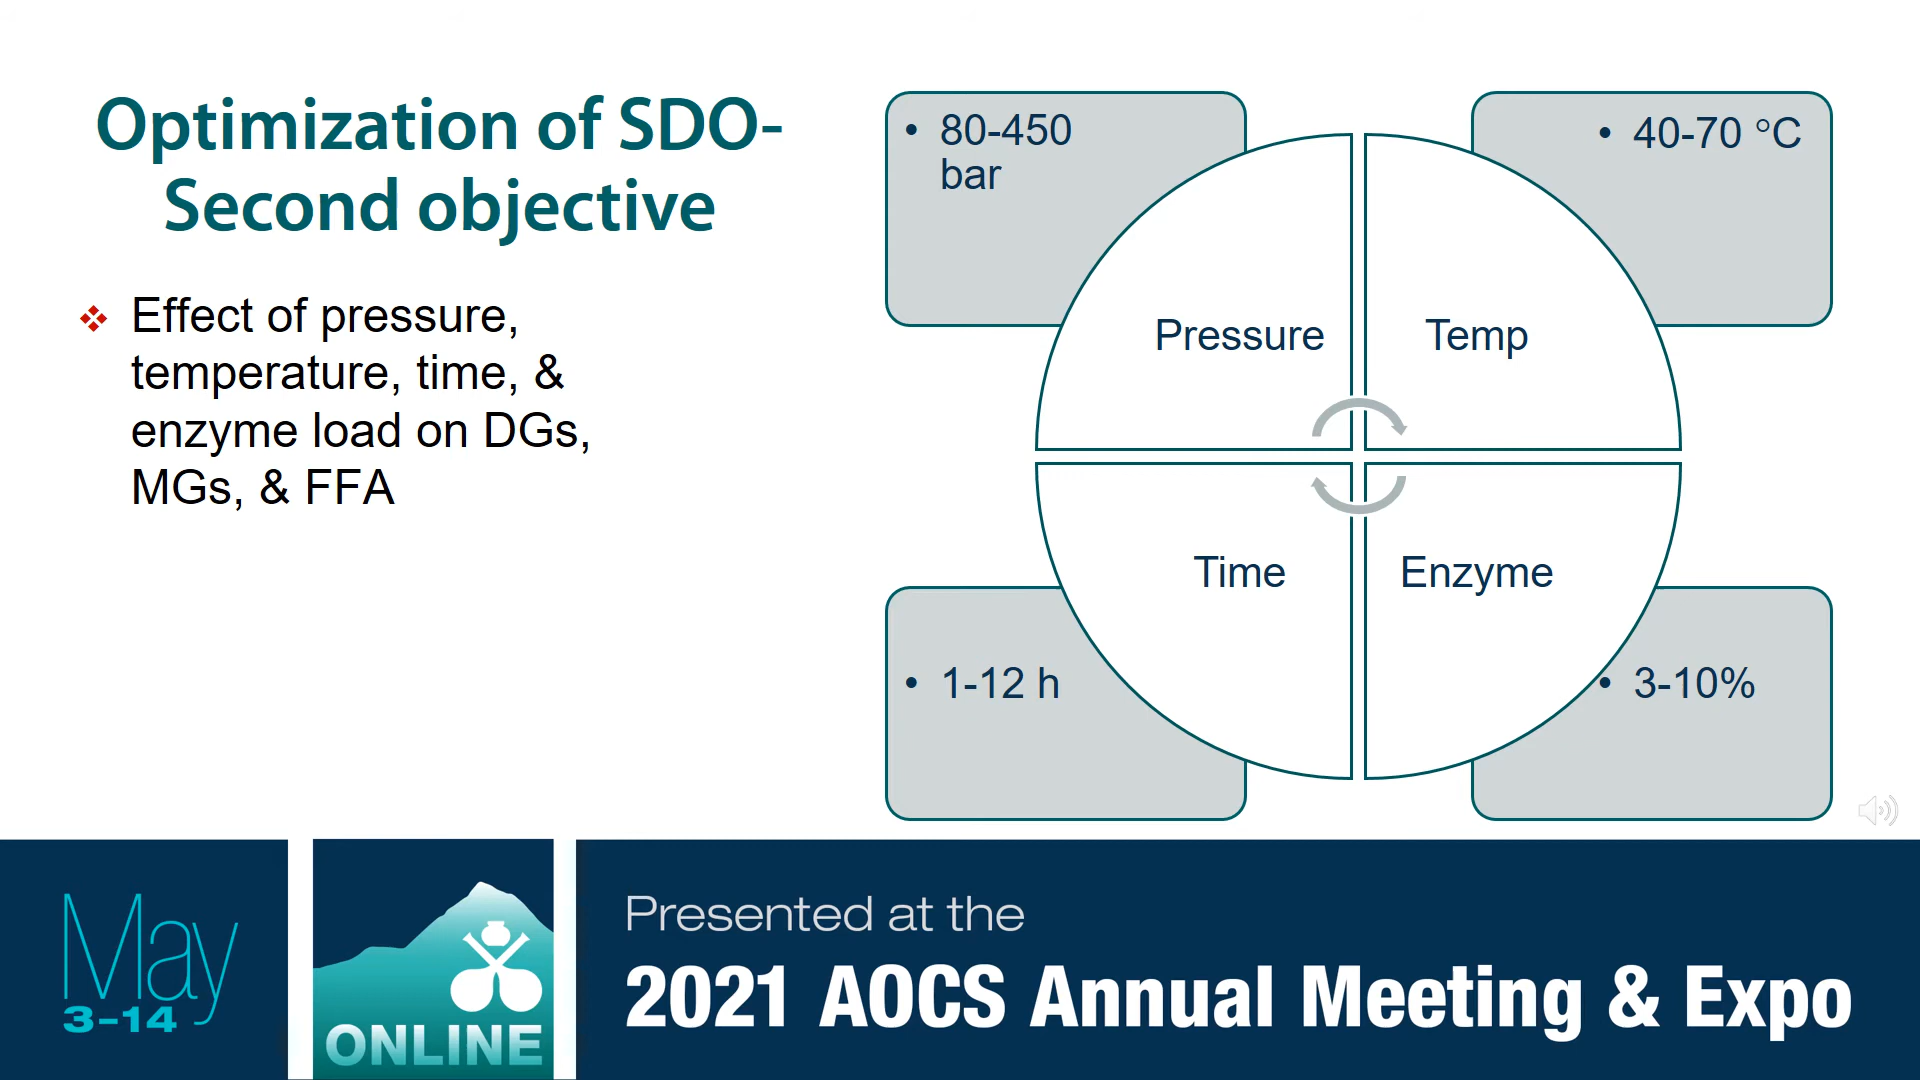 Optimization of SDO-
Second objective
❖ Effect of pressure,
temperature, time, &
enzyme load on DGs,
MGs, & FFA
• 80-450
bar
• 40-70 °C
Pressure
Temp
Time
Enzyme
• 1-12 h
• 3-10%
May
3-14
ONLINE
Presented at the
2021 AOCS Annual Meeting & Expo